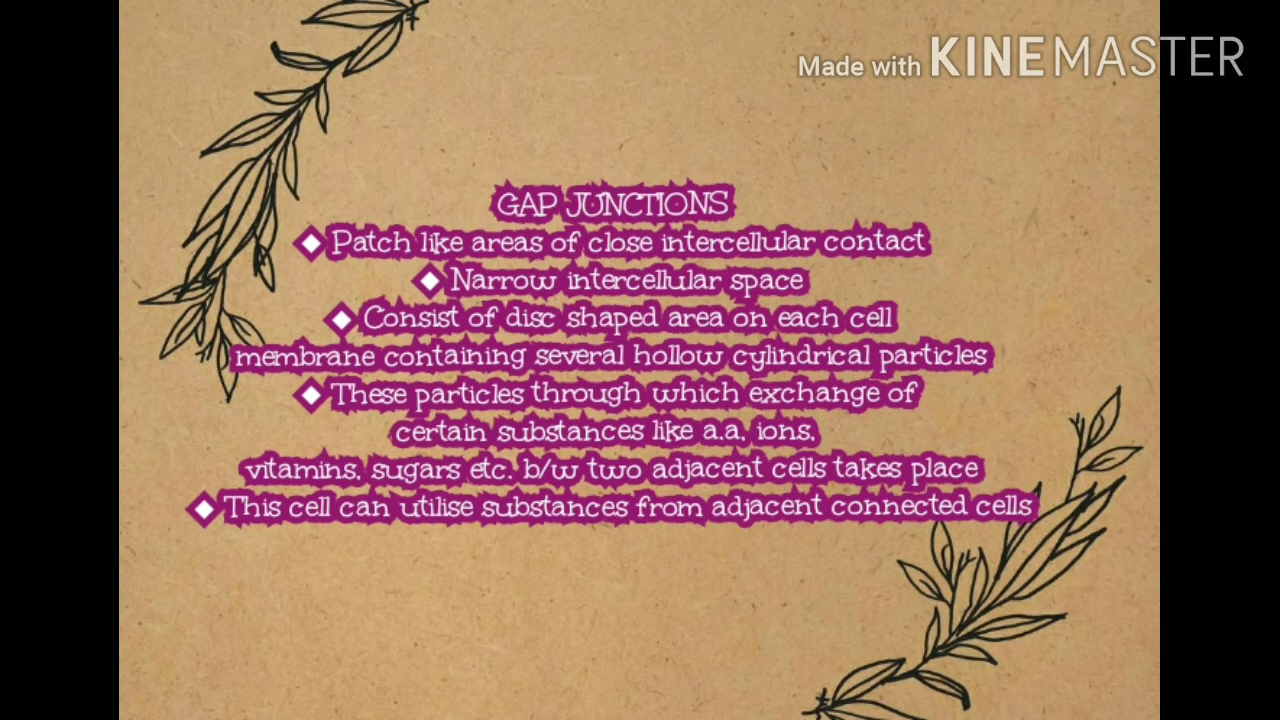 Made with KINEMASTER
GAP JUNCTIONS
◆ Patch like areas of close intercellular contact
◆ Narrow intercellular space
◆ Consist of disc shaped area on each cell
membrane containing several hollow cylindrical particles
◆ These particles through which exchange of
certain substances like a.a, ions,
vitamins, sugars etc. b/w two adjacent cells takes place
◆ This cell can utilise substances from adjacent connected cells